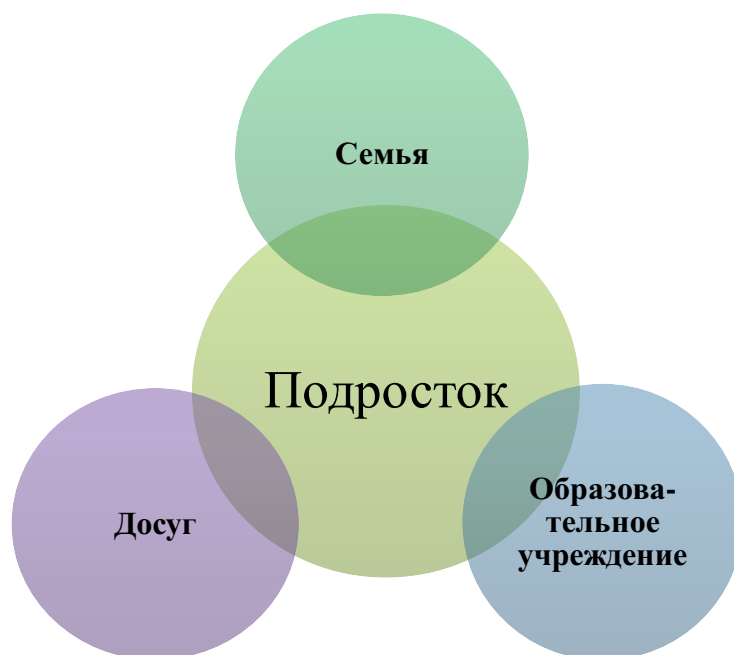 Семья
Подросток
Досуг
Образова-
тельное
учреждение